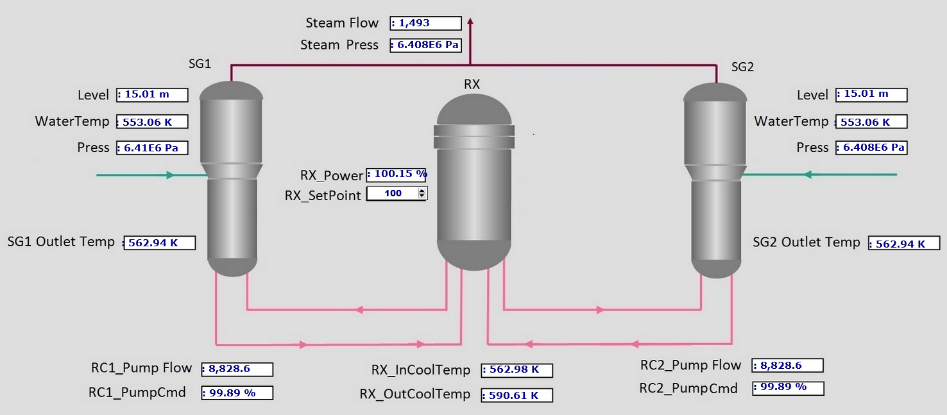 Steam Flow : 1,493
Steam Press : 6.408E6 Pa
SG1
SG2
RX
Level : 15.01 m
WaterTemp : 553.06 K
Press : 6.41E6 Pa
Level : 15.01 m
WaterTemp : 553.06 K
Press : 6.408E6 Pa
RX_Power : 100.15 %
RX_SetPoint 100
SG1 Outlet Temp : 562.94 K
SG2 Outlet Temp : 562.94 K
RC1_Pump Flow : 8,828.6
RC1_PumpCmd : 99.89 %
RX_InCoolTemp : 562.98 K
RX_OutCoolTemp : 590.61 K
RC2_Pump Flow : 8,828.6
RC2_PumpCmd : 99.89 %